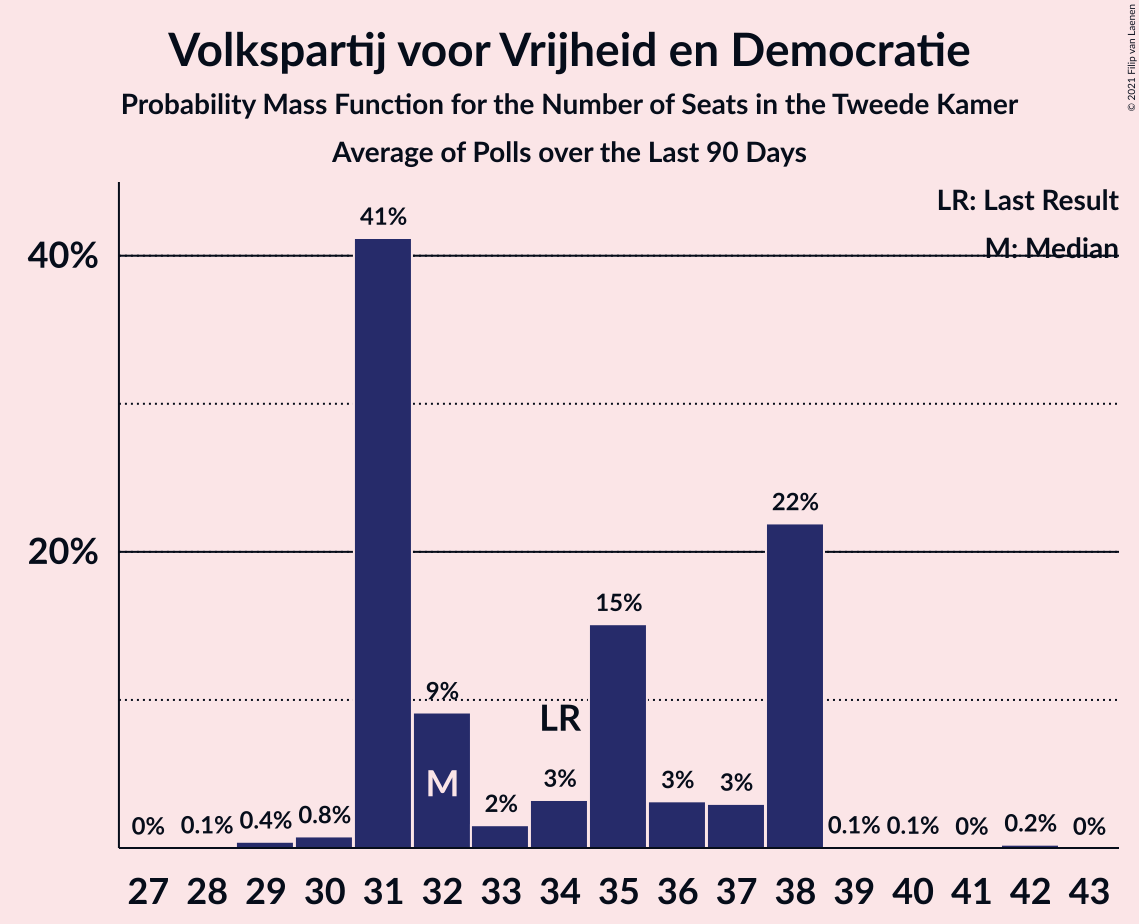 Volkspartij voor Vrijheid en Democratie
Probability Mass Function for the Number of Seats in the Tweede Kamer
Average of Polls over the Last 90 Days
© 2021 Filip van Laenen
LR: Last Result
M: Median
40%
20%
0%
0.1%
0.4%
0.8%
41%
9%
M
2%
LR
3%
15%
3%
3%
22%
0.1%
0.1%
0%
0.2%
0%
27 28 29 30 31 32 33 34 35 36 37 38 39 40 41 42 43